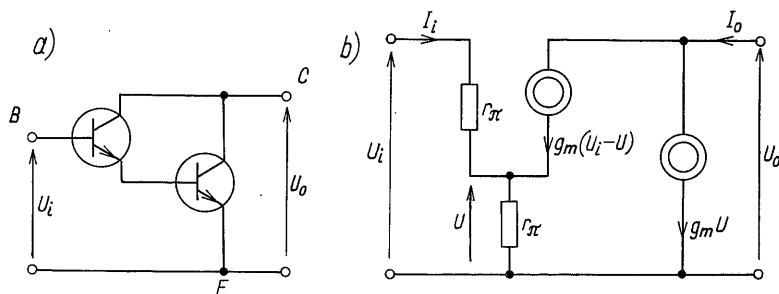 a)
C
B
U_i
U_o
F
b)
I_i
I_o
r_π
g_m(U_i-U)
U_i
U_o
U
r_π
g_mU